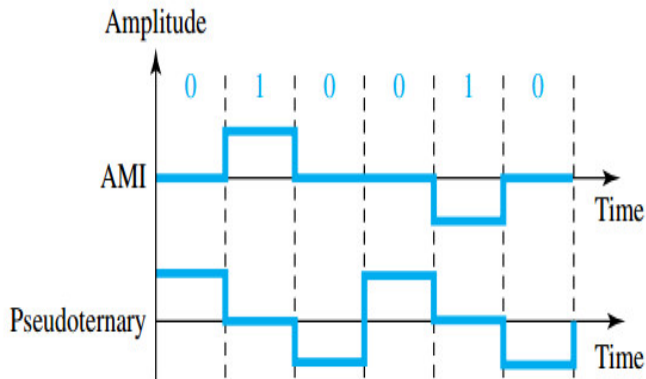 Amplitude
0 1 0 0 1 0
AMI
Time
Pseudoternary
Time